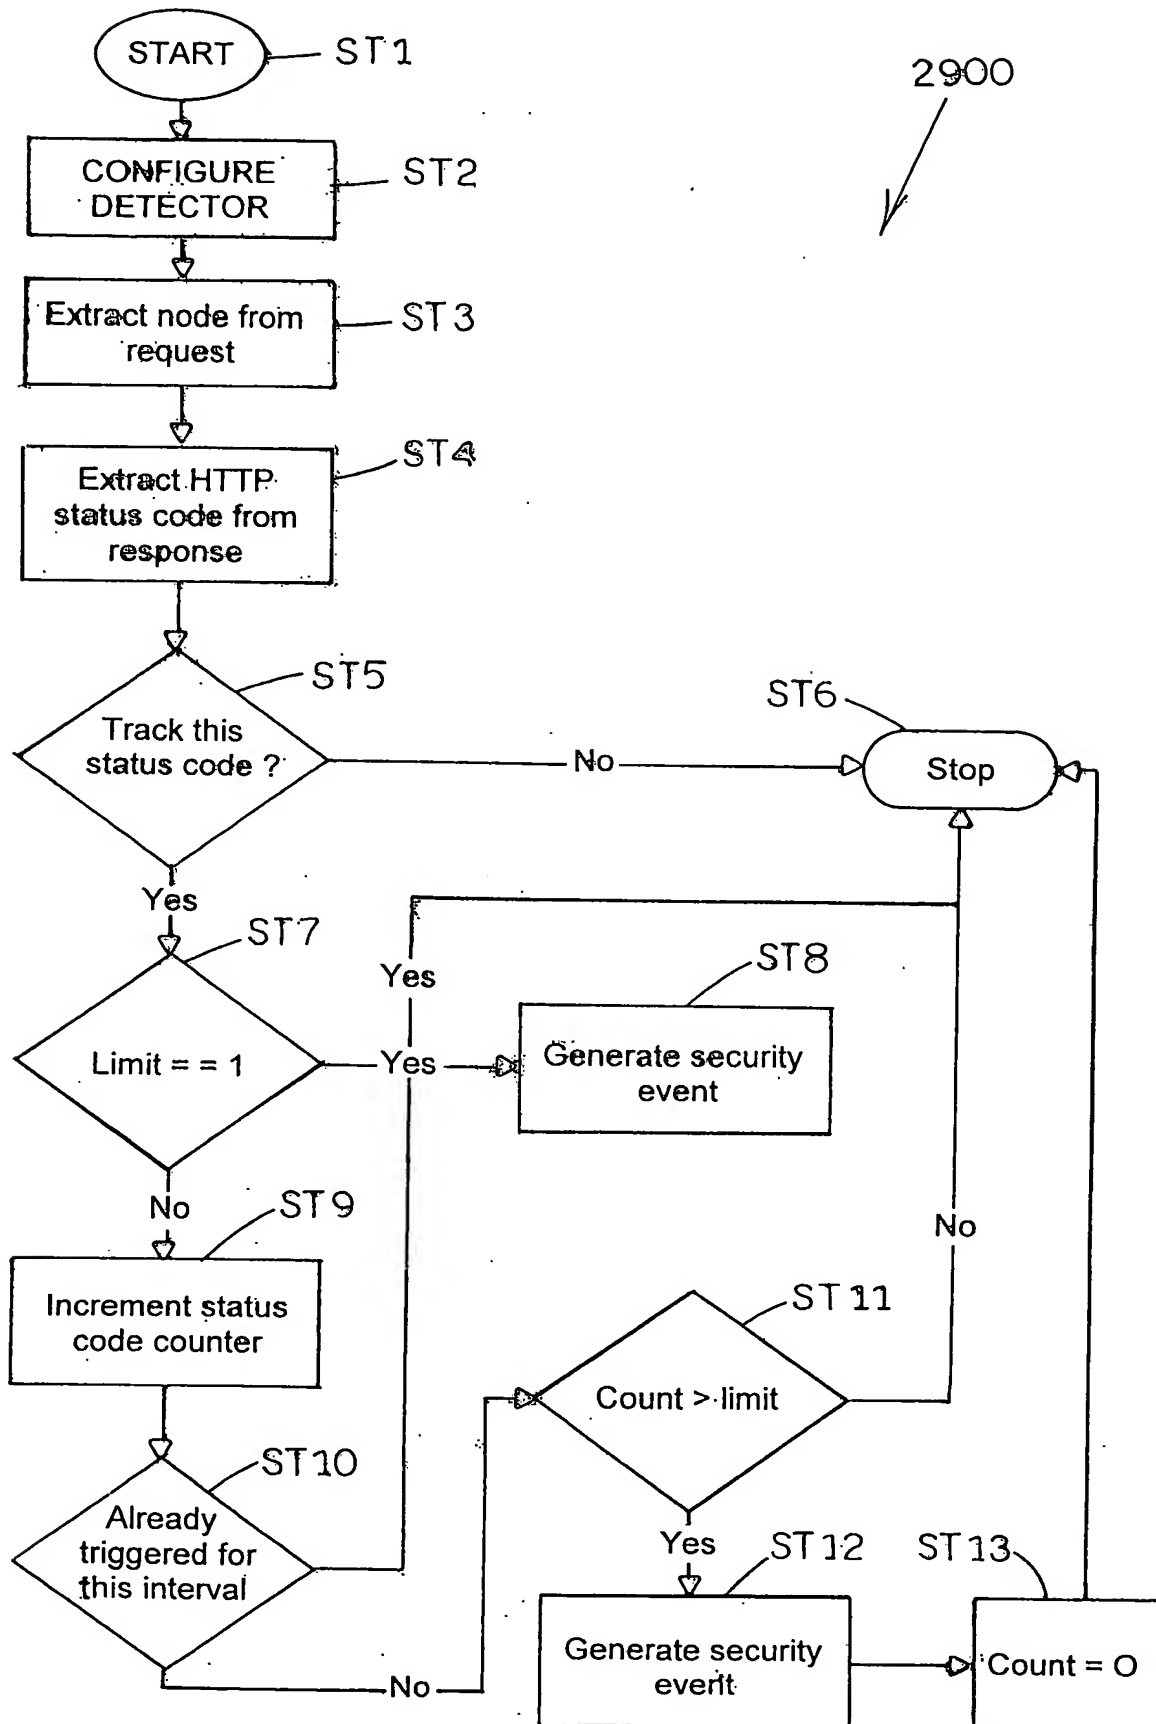 START
ST1
2900
CONFIGURE
DETECTOR
ST2
Extract node from
request
ST3
Extract HTTP
status code from
response
ST4
Track this
status code ?
ST5
No
ST6
Stop
Yes
ST7
Limit = = 1
Yes
Yes
ST8
Generate security
event
No
ST9
Increment status
code counter
No
ST11
Count > limit
ST10
Already
triggered for
this interval
Yes
ST12
ST13
Generate security
event
Count = O
No